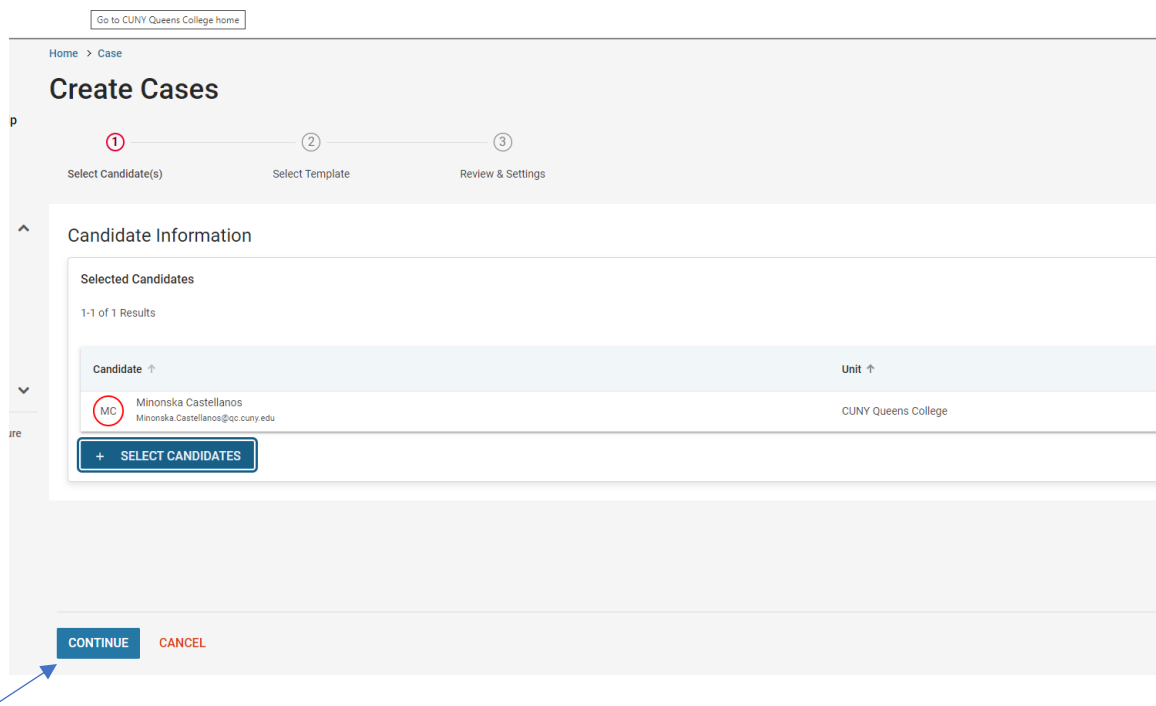 Go to CUNY Queens College home
Home > Case
Create Cases
p
1 2 3
Select Candidate(s) Select Template Review & Settings
Candidate Information
Selected Candidates
1-1 of 1 Results
Candidate ↑ Unit ↑
MC Minonska Castellanos CUNY Queens College
Minonska.Castellanos@qc.cuny.edu
ure
+ SELECT CANDIDATES
CONTINUE CANCEL